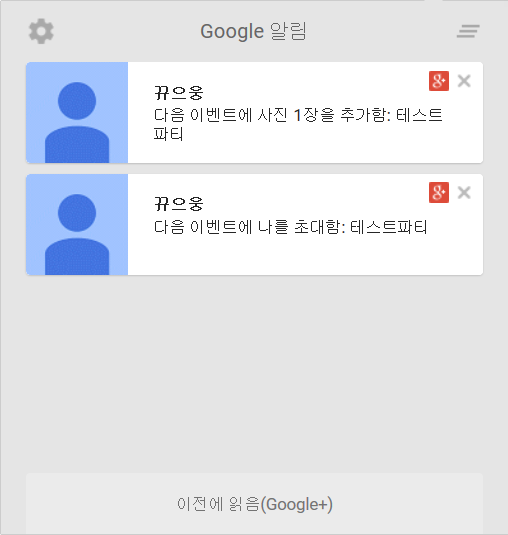 Google 알림
뀨으웅
다음 이벤트에 사진 1장을 추가함: 테스트
파티
뀨으웅
다음 이벤트에 나를 초대함: 테스트파티
이전에 읽음(Google+)